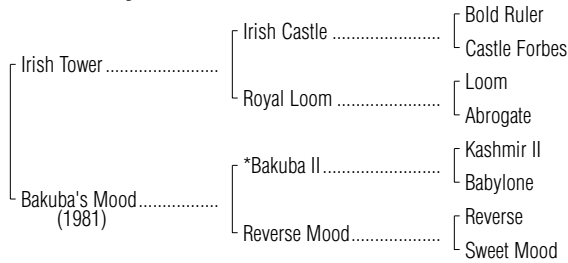 Bold Ruler
Irish Castle ......................
Castle Forbes
Irish Tower .......................
Loom
Royal Loom .....................
Abrogate
Kashmir II
*Bakuba II.......................
Babylone
Bakuba's Mood................
(1981)
Reverse
Reverse Mood..................
Sweet Mood